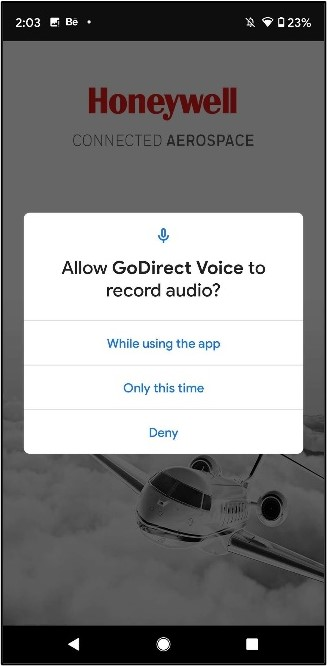 2:03 Bē • 23%
Honeywell
CONNECTED AEROSPACE
Allow GoDirect Voice to
record audio?
While using the app
Only this time
Deny